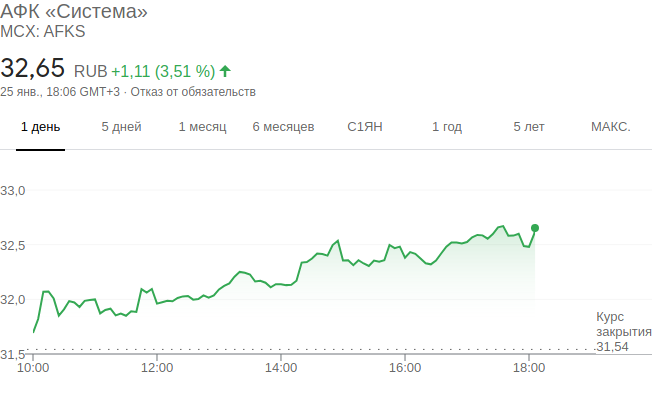 АФК «Система»
MCX: AFKS
32,65 RUB +1,11 (3,51 %)
25 янв., 18:06 GMT+3 · Отказ от обязательств
1 день 5 дней 1 месяц 6 месяцев С1ЯН 1 год 5 лет МАКС.
33,0
32,5
32,0
31,5
Курс
закрытия
31,54
10:00 12:00 14:00 16:00 18:00